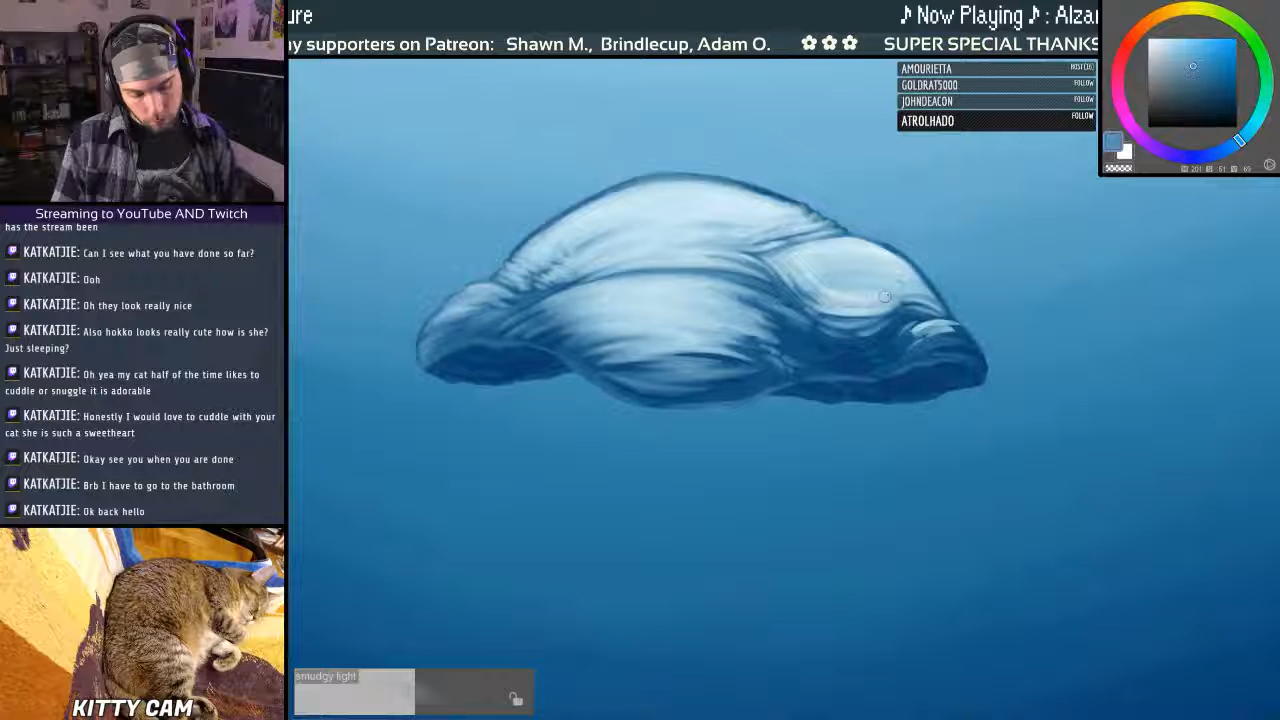 ure
♪ Now Playing ♪ : Alza
ny supporters on Patreon: Shawn M., Brindlecup, Adam O. ✿ ✿ ✿ SUPER SPECIAL THANKS
AMOURIETTA HOST(16)
GOLDRAT5000 FOLLOW
JOHNDEACON FOLLOW
ATROLHADO FOLLOW
Streaming to YouTube AND Twitch
has the stream been
KATKATJIE: Can I see what you have done so far?
KATKATJIE: Ooh
KATKATJIE: Oh they look really nice
KATKATJIE: Also hokko looks really cute how is she?
Just sleeping?
KATKATJIE: Oh yea my cat half of the time likes to
cuddle or snuggle it is adorable
KATKATJIE: Honestly I would love to cuddle with your
cat she is such a sweetheart
KATKATJIE: Okay see you when you are done
KATKATJIE: Brb I have to go to the bathroom
KATKATJIE: Ok back hello
smudgy light
KITTY CAM